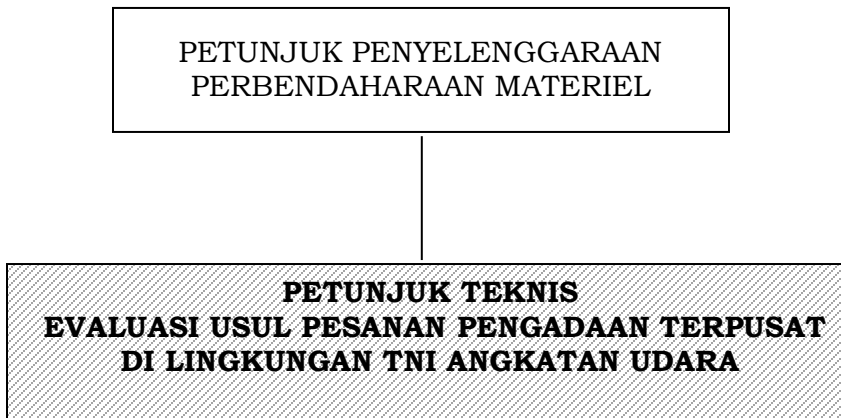 PETUNJUK PENYELENGGARAAN
PERBENDAHARAAN MATERIEL
PETUNJUK TEKNIS
EVALUASI USUL PESANAN PENGADAAN TERPUSAT
DI LINGKUNGAN TNI ANGKATAN UDARA